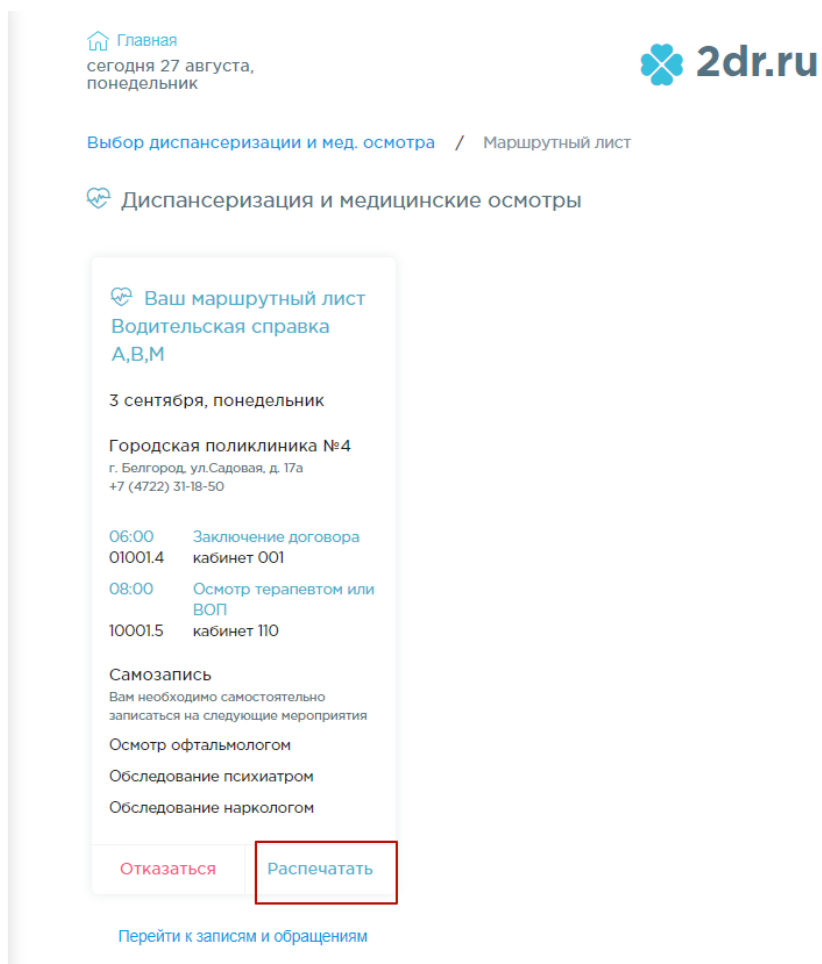 Главная
сегодня 27 августа,
понедельник
2dr.ru
Выбор диспансеризации и мед. осмотра / Маршрутный лист
Диспансеризация и медицинские осмотры
Ваш маршрутный лист
Водительская справка
A,B,M
3 сентября, понедельник
Городская поликлиника №4
г. Белгород, ул.Садовая, д. 17а
+7 (4722) 31-18-50
06:00 Заключение договора
01001.4 кабинет 001
08:00 Осмотр терапевтом или
ВОП
10001.5 кабинет 110
Самозапись
Вам необходимо самостоятельно
записаться на следующие мероприятия
Осмотр офтальмологом
Обследование психиатром
Обследование наркологом
Отказаться Распечатать
Перейти к записям и обращениям